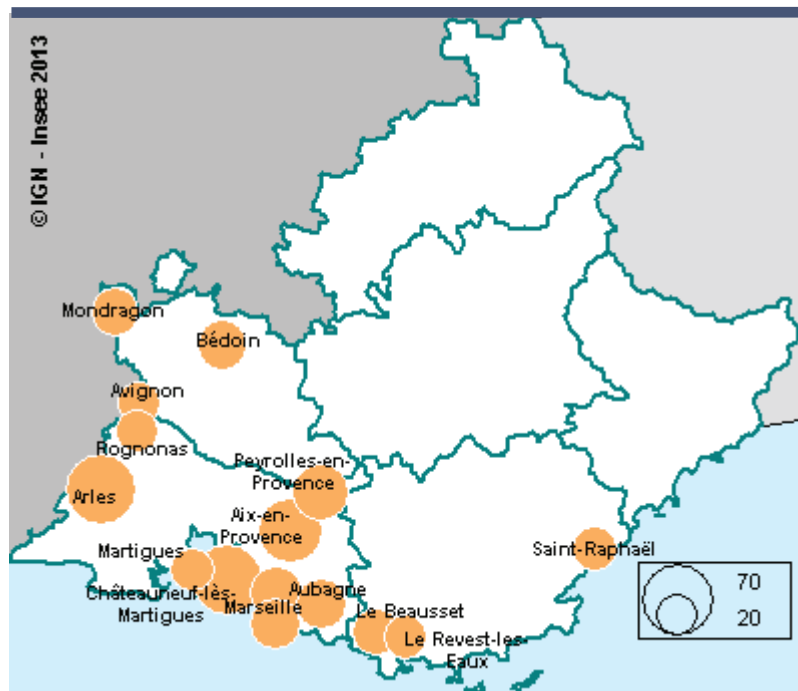 © IGN - Insee 2013
Mondragon
Bédoin
Avignon
Rognonas
Peyrolles-en-
Provence
Arles
Aix-en-
Provence
Martigues
Saint-Raphaël
Châteauneuf-lès-
Martigues
Marseille
Aubagne
Le Beausset
Le Revest-les-
Eaux
70
20